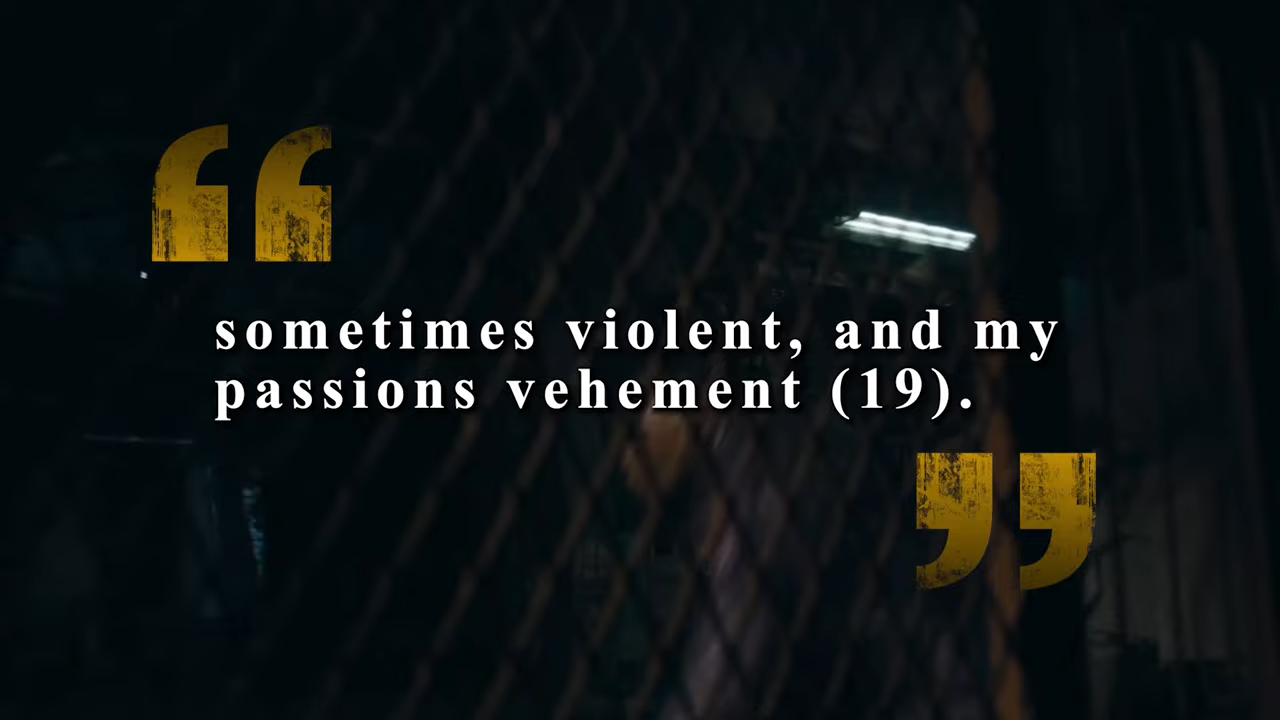 sometimes violent, and my
passions vehement (19).